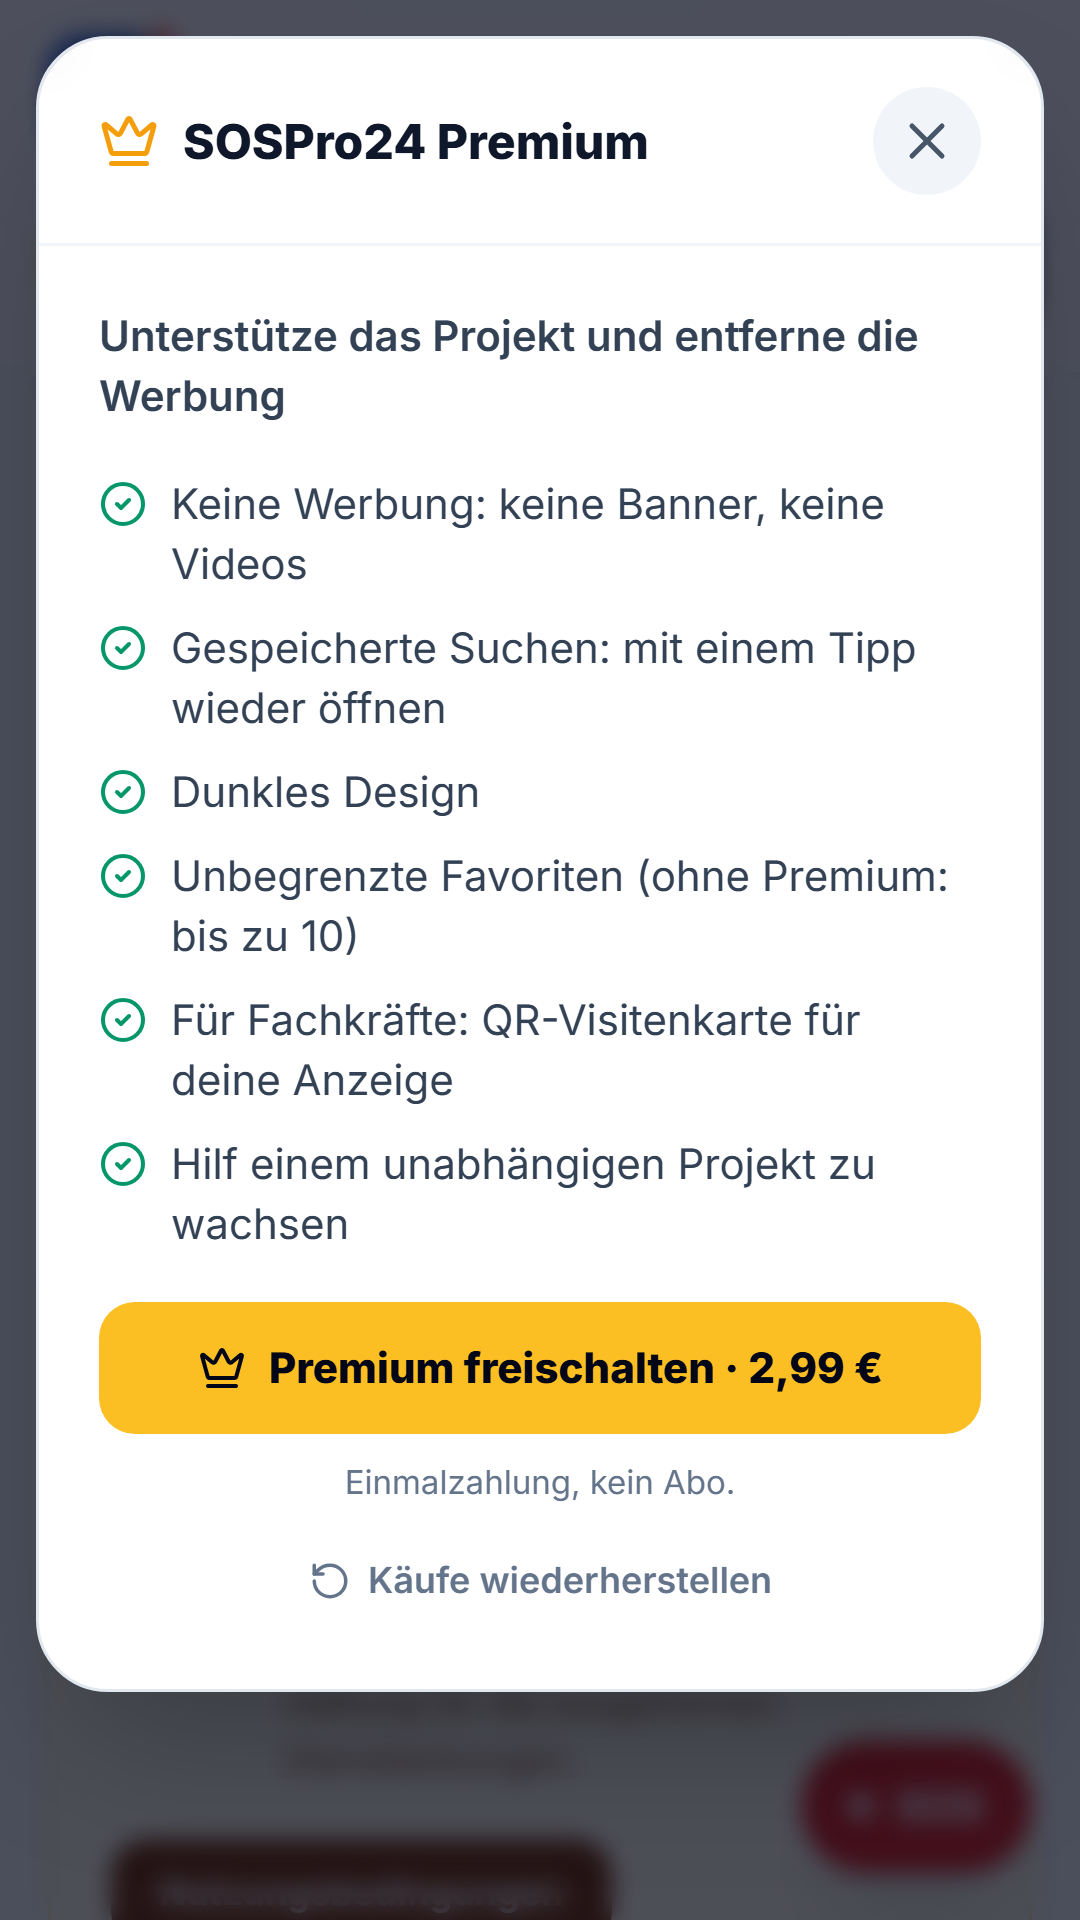 SOSPro24 Premium
Unterstütze das Projekt und entferne die
Werbung
Keine Werbung: keine Banner, keine
Videos
Gespeicherte Suchen: mit einem Tipp
wieder öffnen
Dunkles Design
Unbegrenzte Favoriten (ohne Premium:
bis zu 10)
Für Fachkräfte: QR-Visitenkarte für
deine Anzeige
Hilf einem unabhängigen Projekt zu
wachsen
Premium freischalten · 2,99 €
Einmalzahlung, kein Abo.
Käufe wiederherstellen